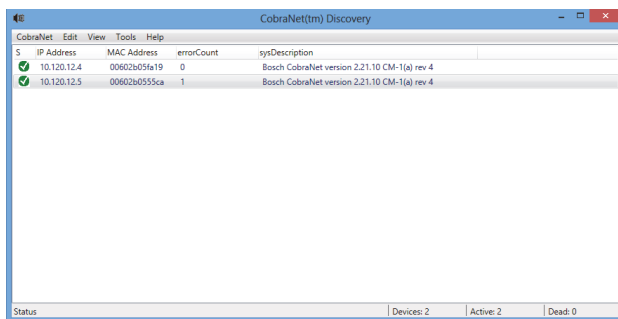 CobraNet(tm) Discovery
CobraNet Edit View Tools Help
S IP Address MAC Address errorCount sysDescription
10.120.12.4 00602b05fa19 0 Bosch CobraNet version 2.21.10 CM-1(a) rev 4
10.120.12.5 00602b0555ca 1 Bosch CobraNet version 2.21.10 CM-1(a) rev 4
Status Devices: 2 Active: 2 Dead: 0